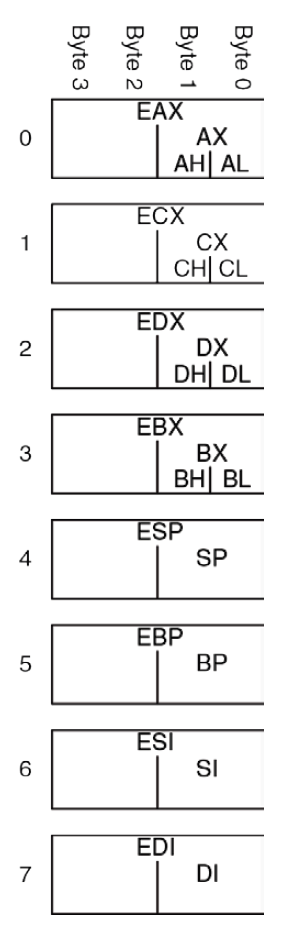 Byte 3 Byte 2 Byte 1 Byte 0
EAX
0 AX
AH AL
ECX
1 CX
CH CL
EDX
2 DX
DH DL
EBX
3 BX
BH BL
ESP
4 SP
EBP
5 BP
ESI
6 SI
EDI
7 DI